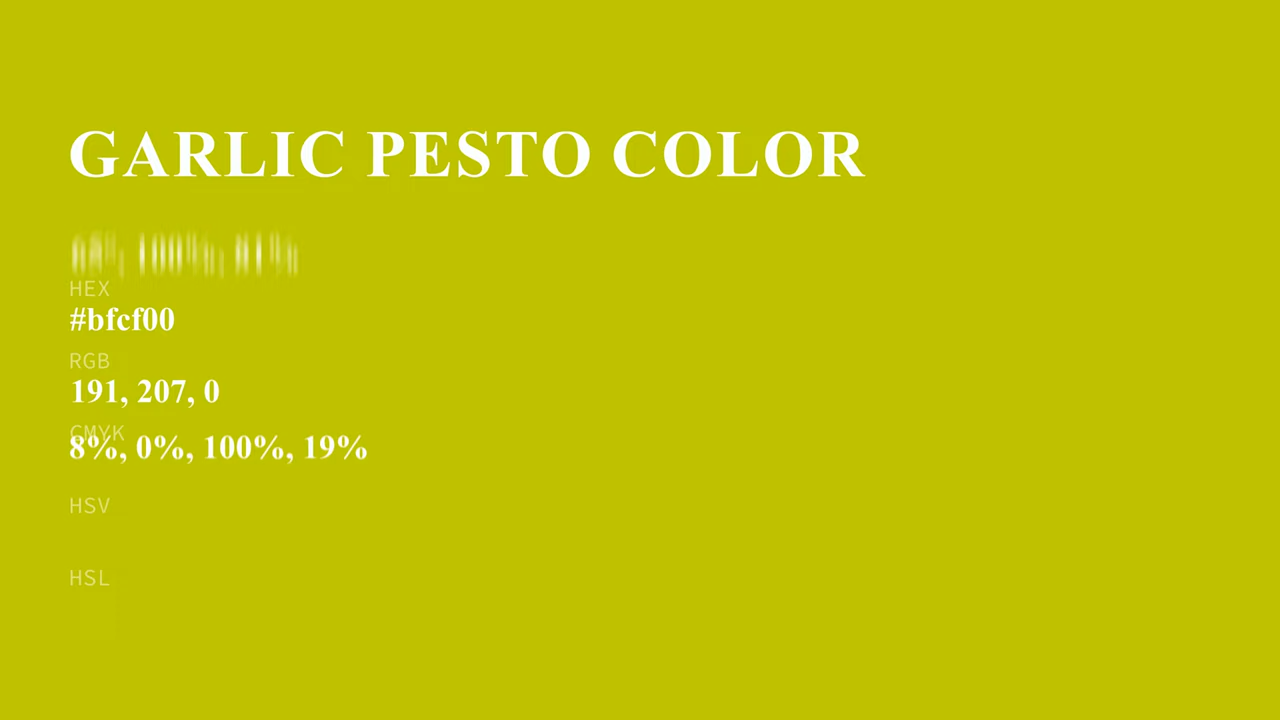 GARLIC PESTO COLOR
HEX
#bfcf00
RGB
191, 207, 0
CMYK
8%, 0%, 100%, 19%
HSV
HSL